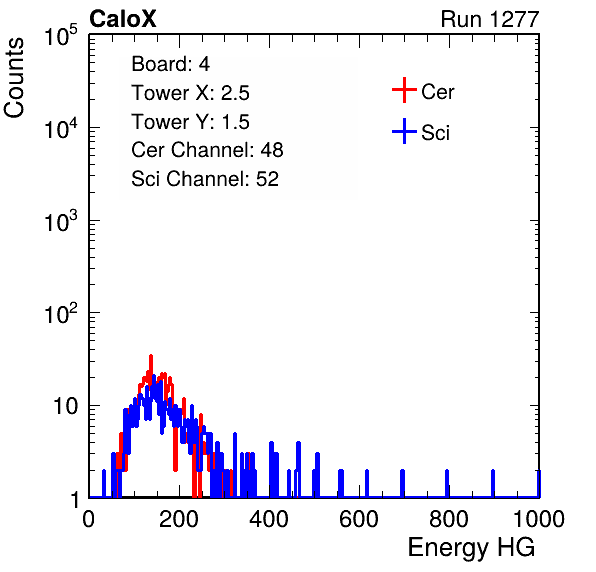 CaloX Run 1277
Counts
10^5
10^4
10^3
10^2
10
1
Board: 4
Tower X: 2.5
Tower Y: 1.5
Cer Channel: 48
Sci Channel: 52
Cer
Sci
0 200 400 600 800 1000
Energy HG